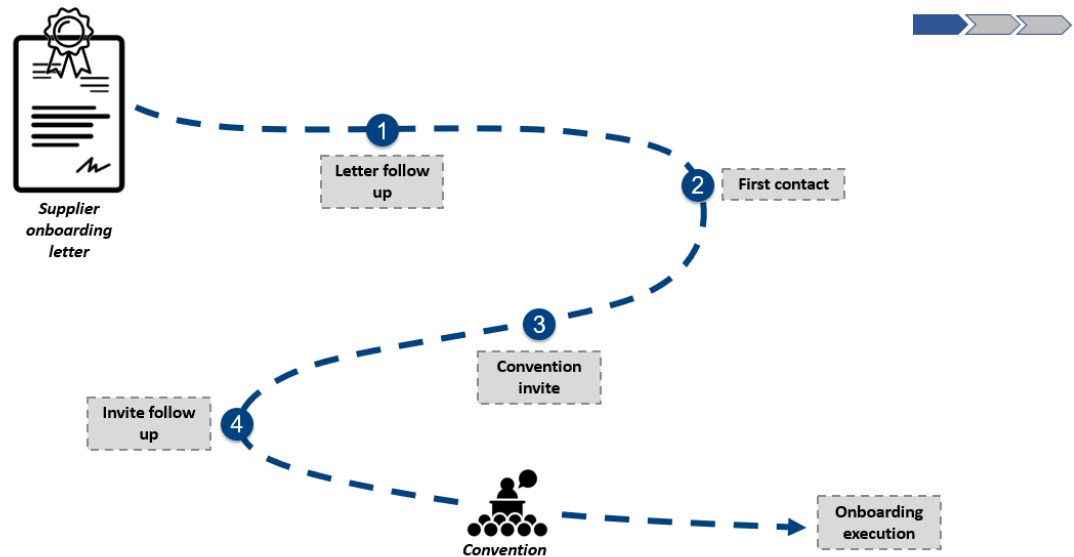 Supplier
onboarding
letter
1
Letter follow
up
2
First contact
3
Convention
invite
4
Invite follow
up
Convention
Onboarding
execution